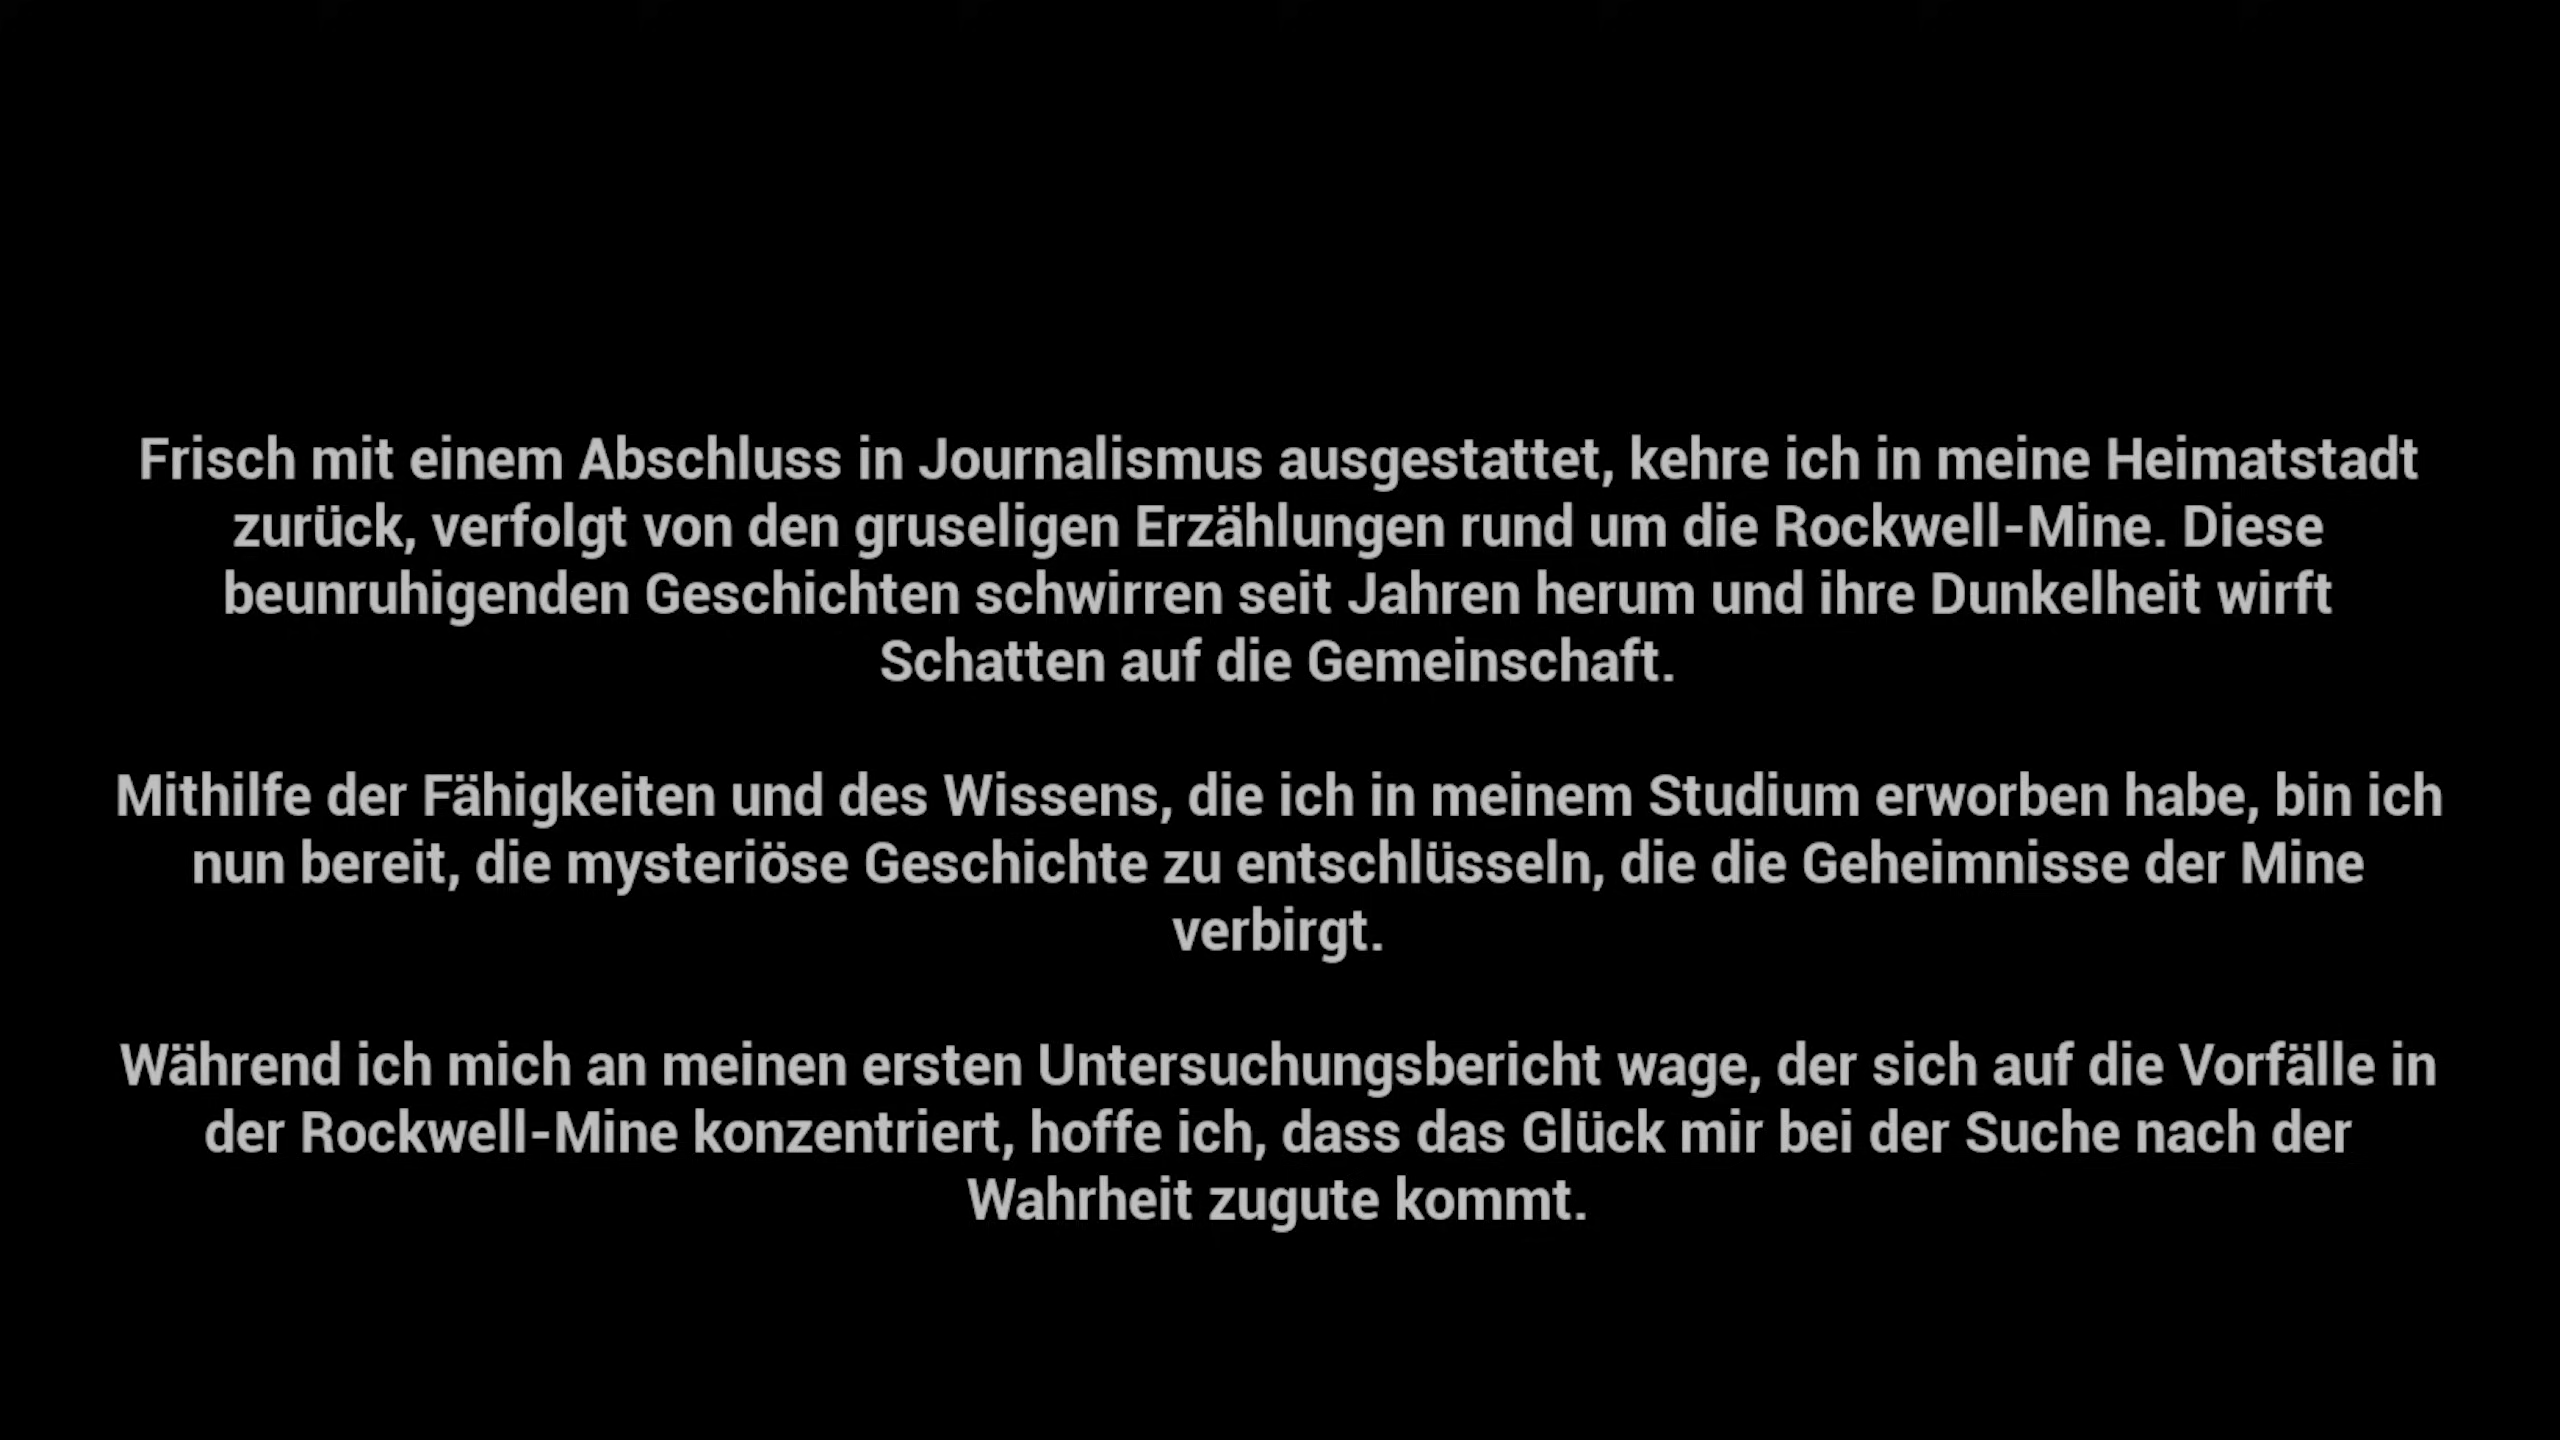 Frisch mit einem Abschluss in Journalismus ausgestattet, kehre ich in meine Heimatstadt
zurück, verfolgt von den gruseligen Erzählungen rund um die Rockwell-Mine. Diese
beunruhigenden Geschichten schwirren seit Jahren herum und ihre Dunkelheit wirft
Schatten auf die Gemeinschaft.
Mithilfe der Fähigkeiten und des Wissens, die ich in meinem Studium erworben habe, bin ich
nun bereit, die mysteriöse Geschichte zu entschlüsseln, die die Geheimnisse der Mine
verbirgt.
Während ich mich an meinen ersten Untersuchungsbericht wage, der sich auf die Vorfälle in
der Rockwell-Mine konzentriert, hoffe ich, dass das Glück mir bei der Suche nach der
Wahrheit zugute kommt.